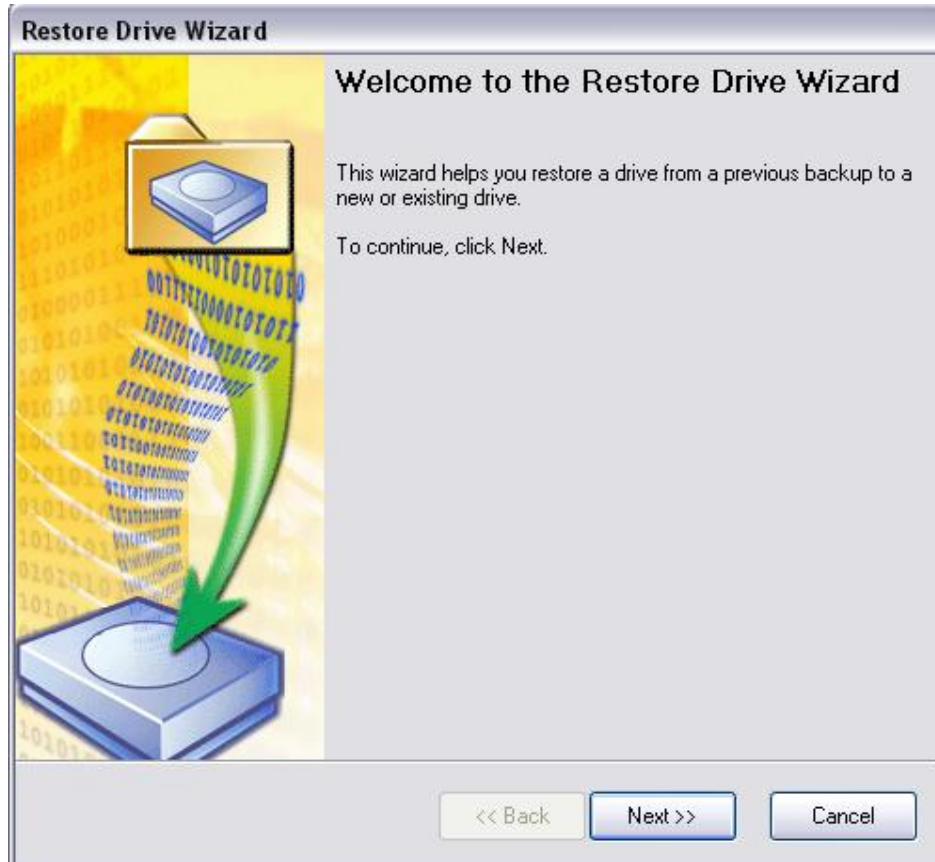 Restore Drive Wizard
Welcome to the Restore Drive Wizard
This wizard helps you restore a drive from a previous backup to a
new or existing drive.
To continue, click Next.
<< Back
Next >>
Cancel